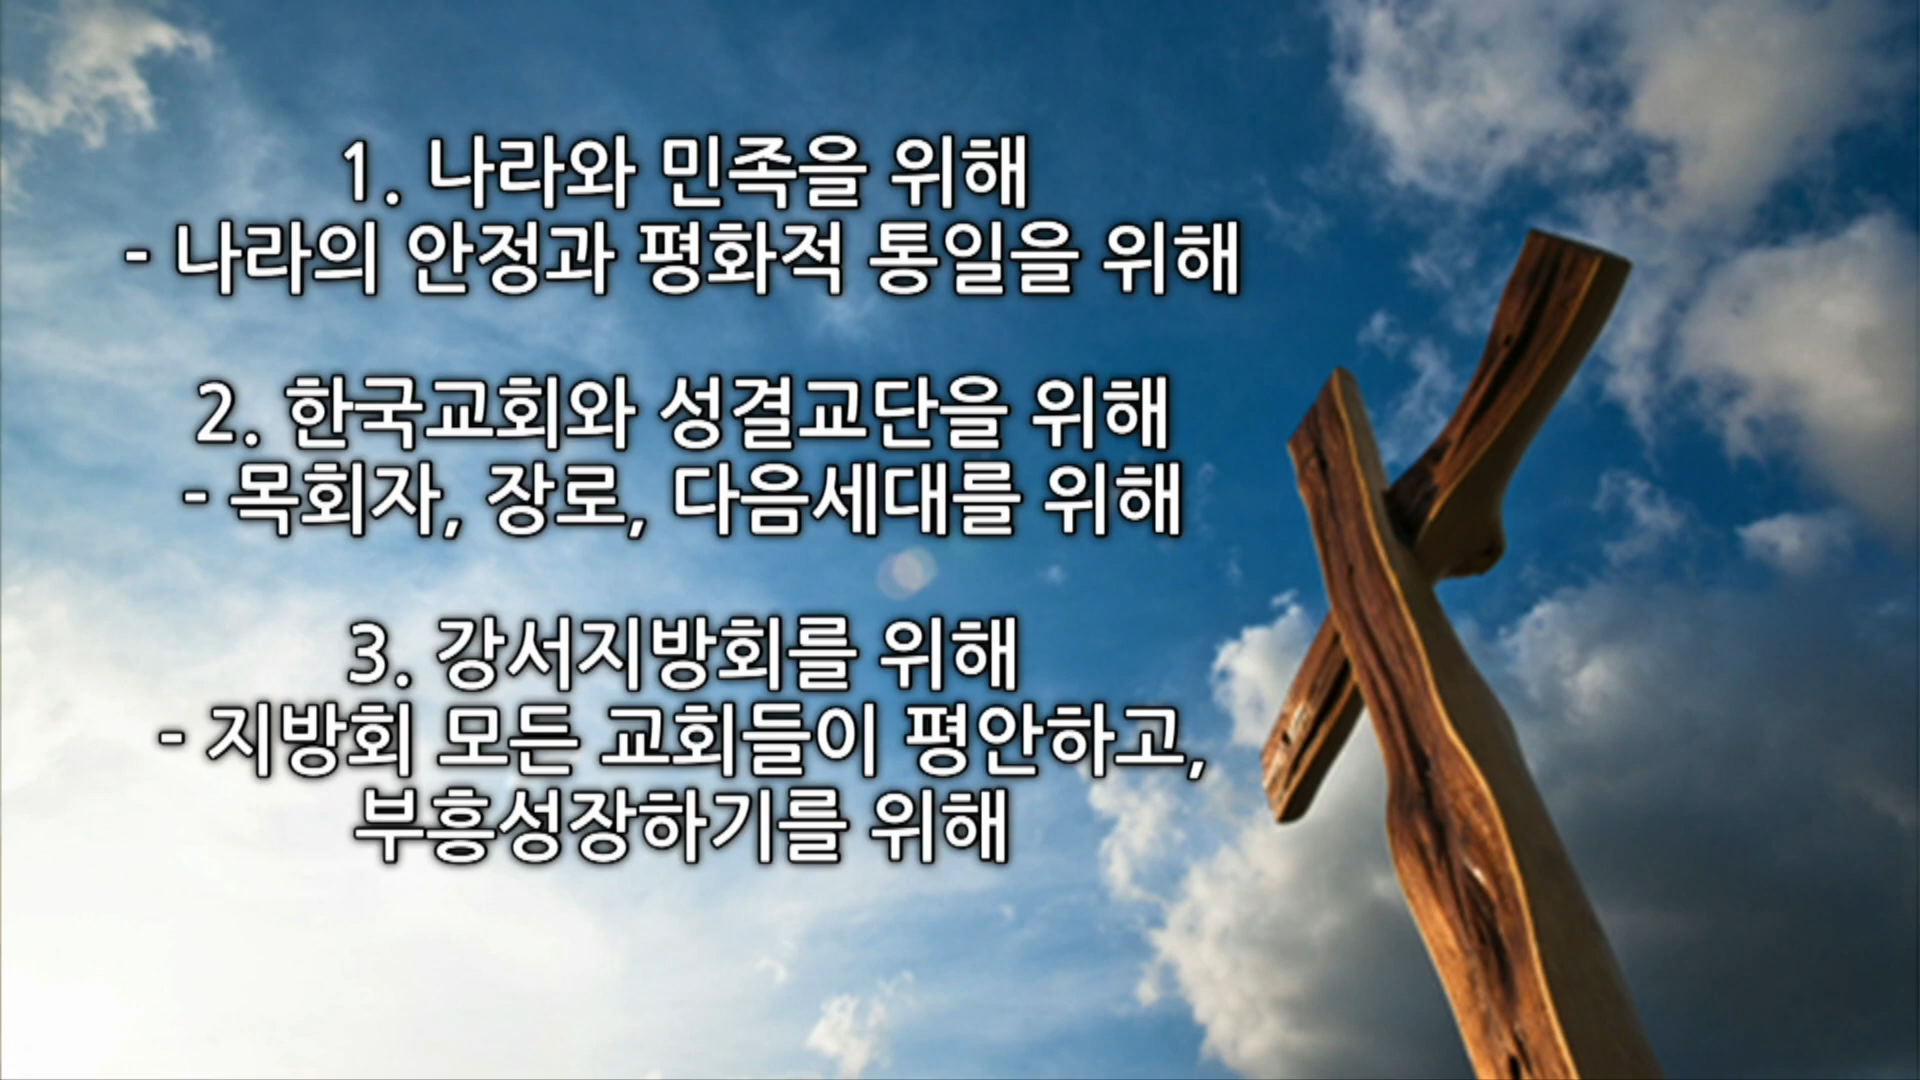 1. 나라와 민족을 위해
- 나라의 안정과 평화적 통일을 위해
2. 한국교회와 성결교단을 위해
- 목회자, 장로, 다음세대를 위해
3. 강서지방회를 위해
- 지방회 모든 교회들이 평안하고,
부흥성장하기를 위해